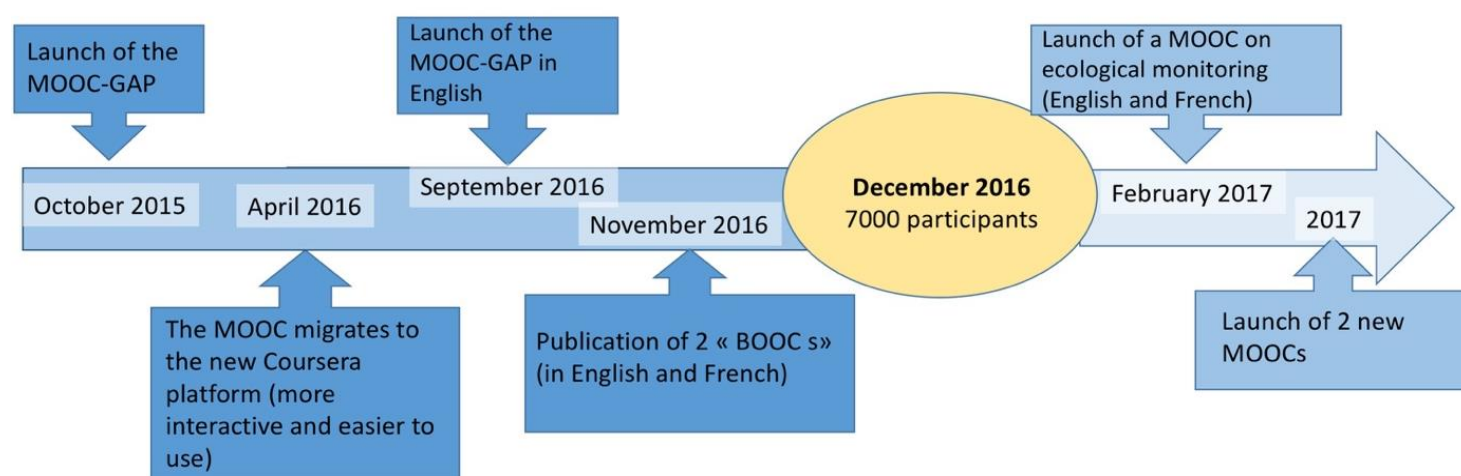 Launch of the
MOOC-GAP
Launch of the
MOOC-GAP in
English
Launch of a MOOC on
ecological monitoring
(English and French)
October 2015
April 2016
September 2016
November 2016
December 2016
7000 participants
February 2017
2017
The MOOC migrates to
the new Coursera
platform (more
interactive and easier to
use)
Publication of 2 « BOOC s»
(in English and French)
Launch of 2 new
MOOCs